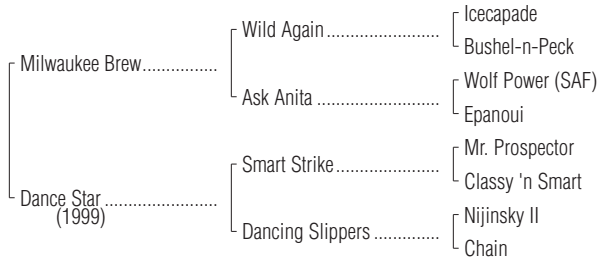 Icecapade
Wild Again
Bushel-n-Peck
Milwaukee Brew
Wolf Power (SAF)
Ask Anita
Epanoui
Mr. Prospector
Smart Strike
Classy 'n Smart
Dance Star
(1999)
Nijinsky II
Dancing Slippers
Chain